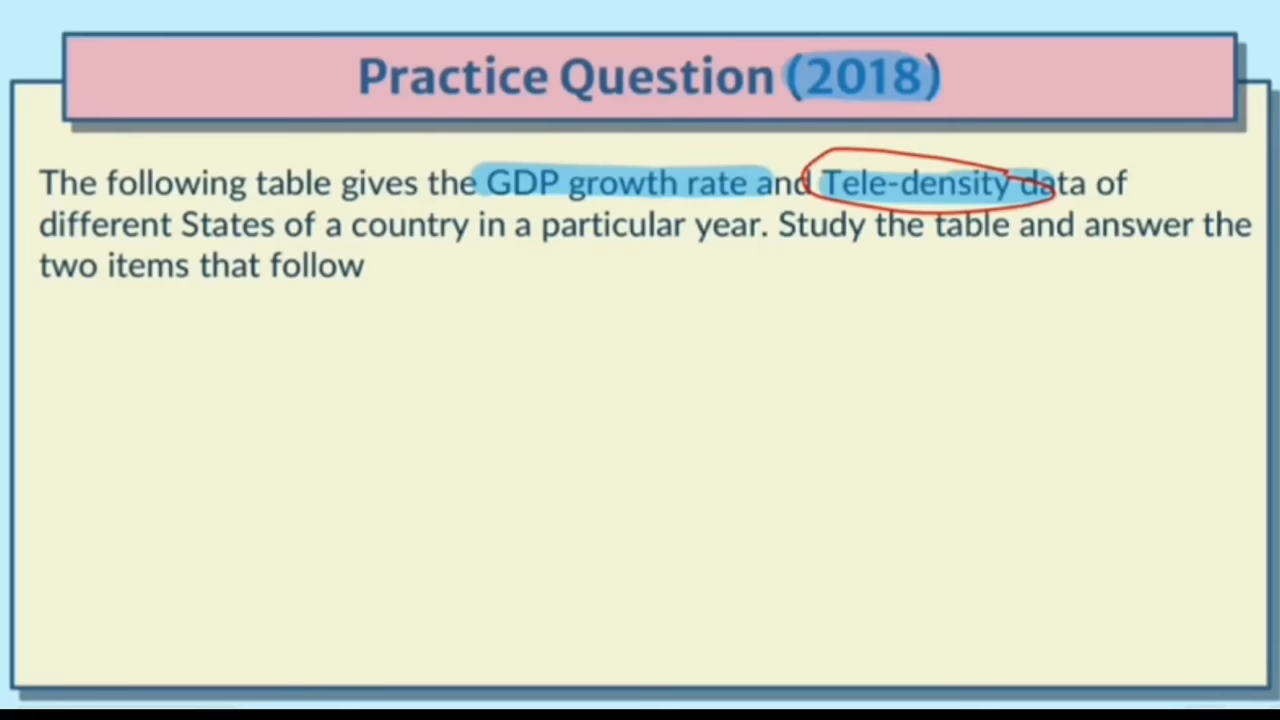 Practice Question (2018)
The following table gives the GDP growth rate and Tele-density data of
different States of a country in a particular year. Study the table and answer the
two items that follow